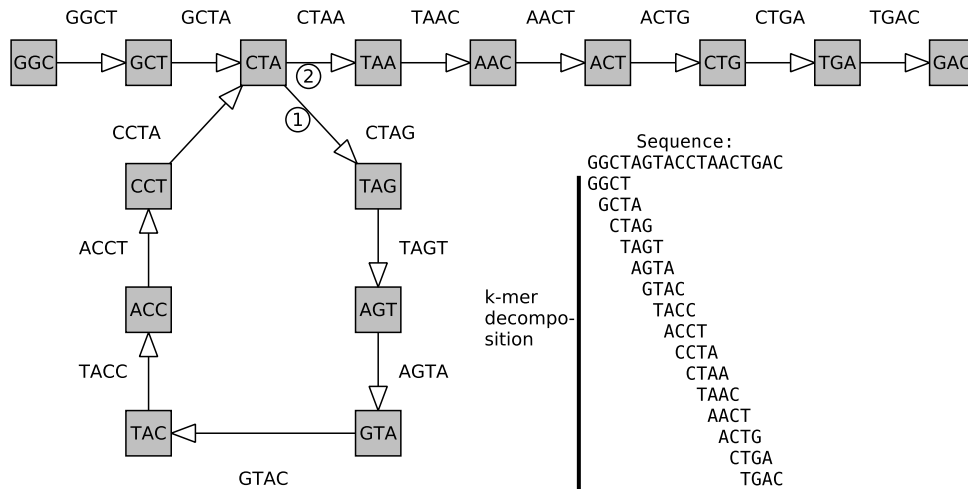 GGCT GCTA CTAA TAAC AACT ACTG CTGA TGAC
GGC GCT CTA TAA AAC ACT CTG TGA GAC
2
1
CCTA CTAG
CCT TAG
ACCT TAGT
ACC AGT
TACC AGTA
TAC GTA
GTAC
Sequence:
GGCTAGTACCTAACTGAC
GGCT
GCTA
CTAG
TAGT
AGTA
GTAC
TACC
ACCT
CCTA
CTAA
TAAC
AACT
ACTG
CTGA
TGAC
k-mer
decompo-
sition